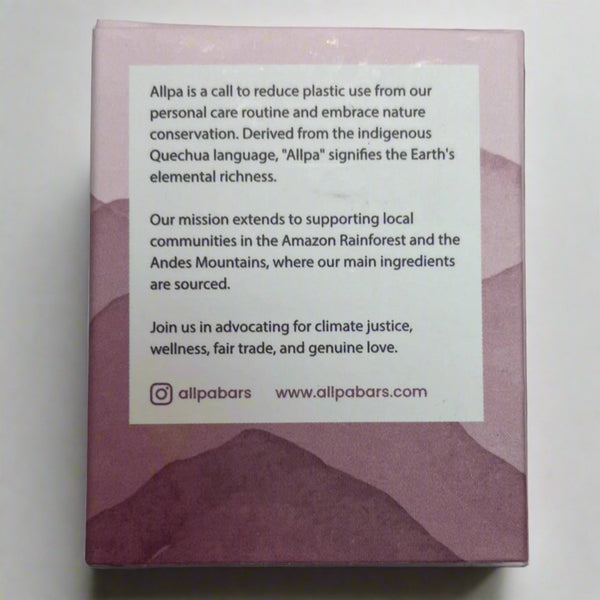 Allpa is a call to reduce plastic use from our
personal care routine and embrace nature
conservation. Derived from the indigenous
Quechua language, "Allpa" signifies the Earth's
elemental richness.
Our mission extends to supporting local
communities in the Amazon Rainforest and the
Andes Mountains, where our main ingredients
are sourced.
Join us in advocating for climate justice,
wellness, fair trade, and genuine love.
allpabars www.allpabars.com